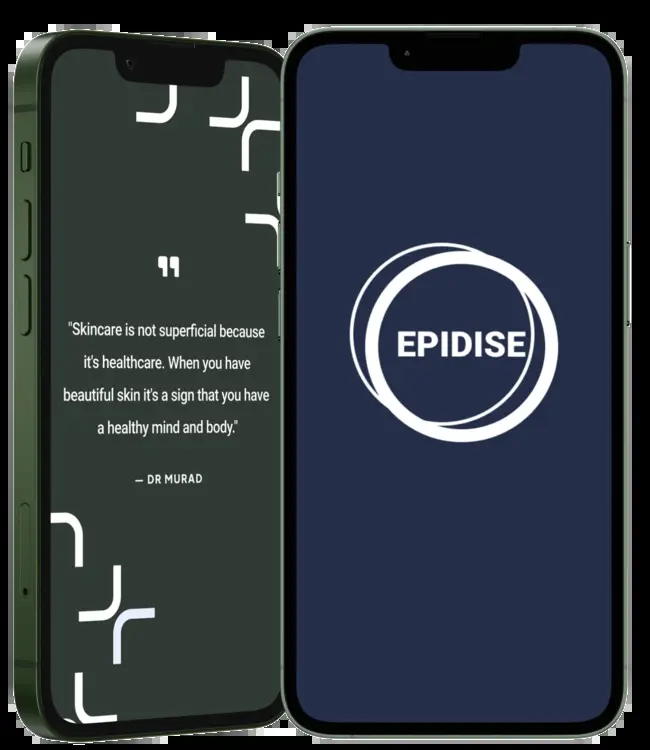 "Skincare is not superficial because
it's healthcare. When you have
beautiful skin it's a sign that you have
a healthy mind and body."
— DR MURAD
EPIDISE